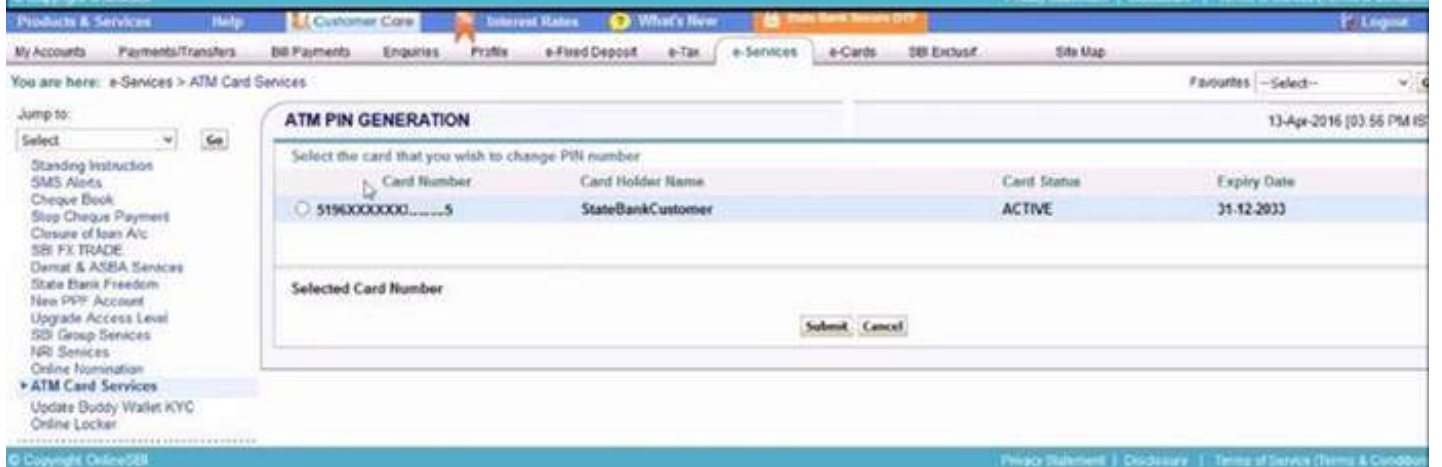 Products & Services Help Customer Care Interest Rates What's New State Bank Secure OTP Logout
My Accounts Payments/Transfers Bill Payments Enquiries Profile e-Fixed Deposit e-Tax e-Services e-Cards SBI Exclusif Site Map
You are here: e-Services > ATM Card Services Favourites --Select--
Jump to:
Select Go
Standing Instruction
SMS Alerts
Cheque Book
Stop Cheque Payment
Closure of loan A/c
SBI FX TRADE
Demat & ASBA Services
State Bank Freedom
New PPF Account
Upgrade Access Level
SBI Group Services
NRI Services
Online Nomination
ATM Card Services
Update Buddy Wallet KYC
Online Locker
ATM PIN GENERATION 13-Apr-2016 [03:56 PM IS
Select the card that you wish to change PIN number
Card Number Card Holder Name Card Status Expiry Date
5196XXXXXXI.........5 StateBankCustomer ACTIVE 31-12-2033
Selected Card Number
Submit Cancel
© Copyright OnlineSBI Privacy Statement | Disclosure | Terms of Service (Terms & Condition